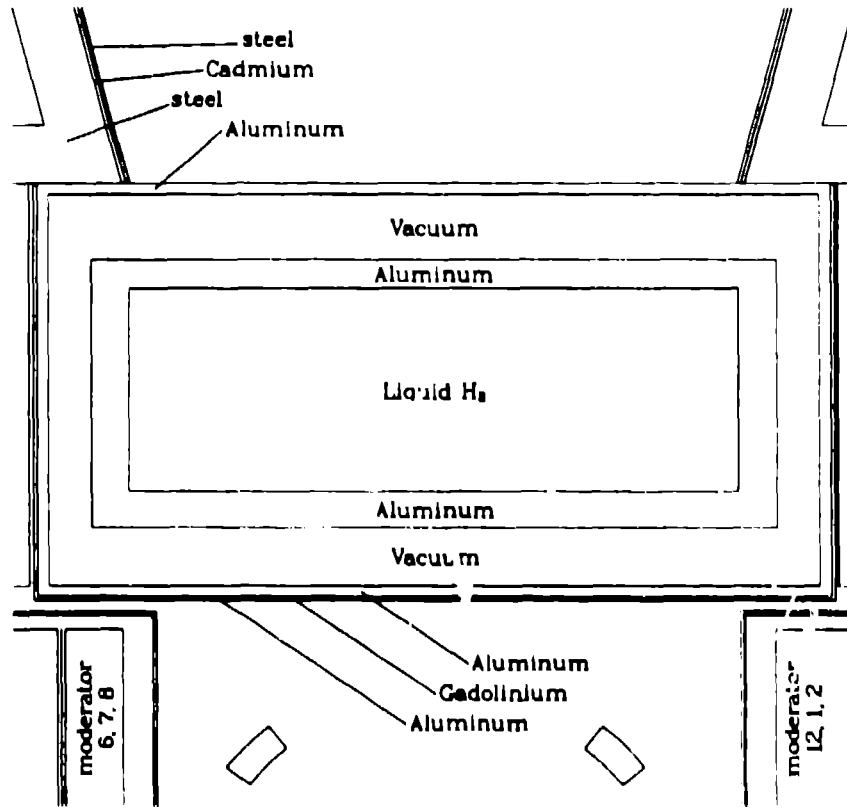 steel
Cadmium
steel
Aluminum
Vacuum
Aluminum
Liquid H₂
Aluminum
Vacuum
Aluminum
Gadolinium
Aluminum
moderator
6, 7, 8
moderator
12, 1, 2